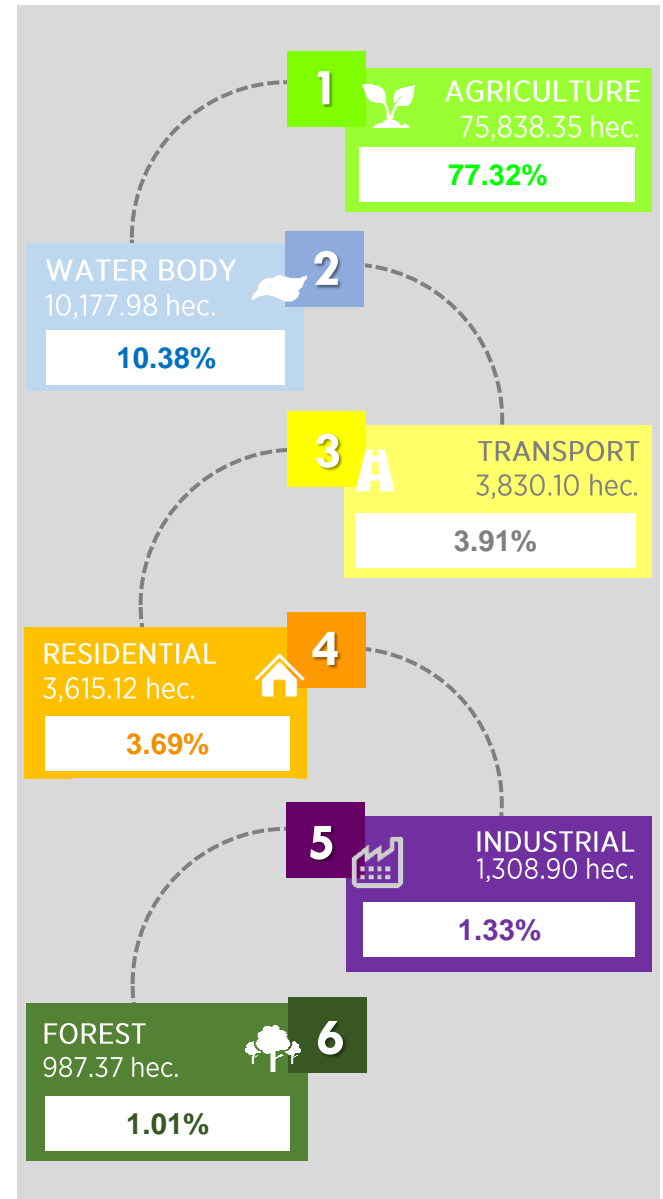 1
AGRICULTURE
75,838.35 hec.
77.32%
2
WATER BODY
10,177.98 hec.
10.38%
3
TRANSPORT
3,830.10 hec.
3.91%
4
RESIDENTIAL
3,615.12 hec.
3.69%
5
INDUSTRIAL
1,308.90 hec.
1.33%
6
FOREST
987.37 hec.
1.01%